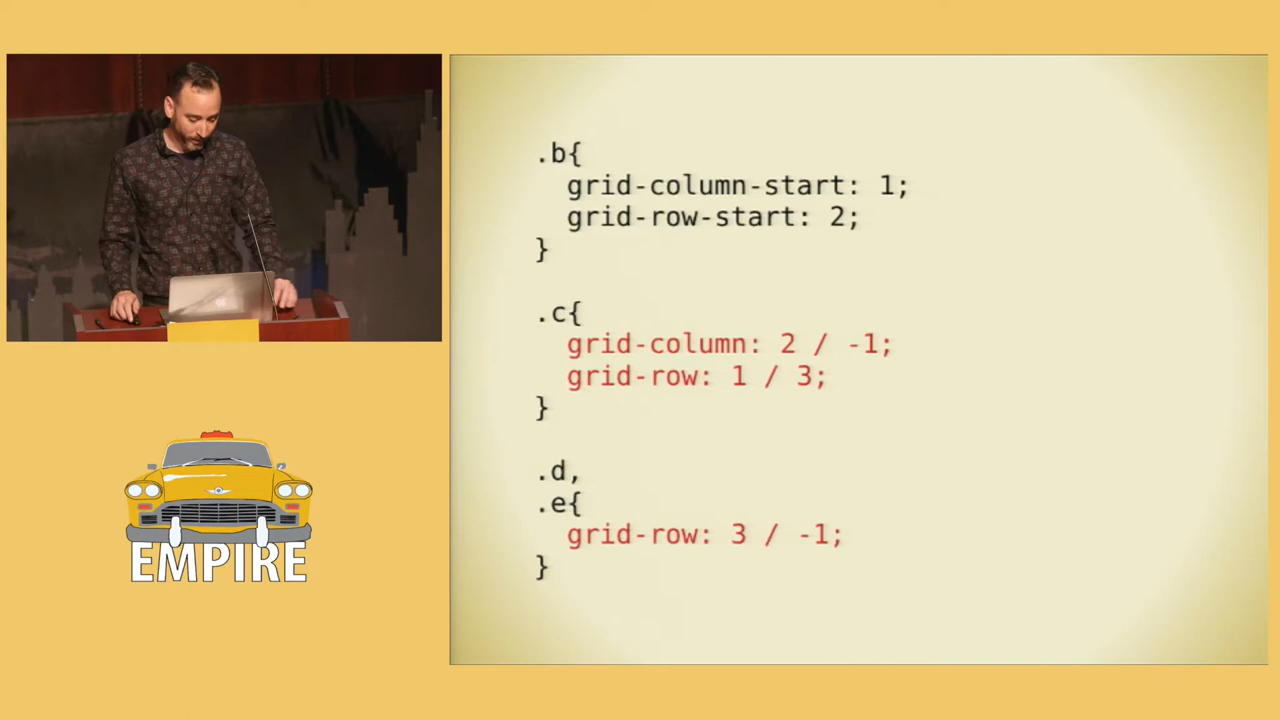 .b{
grid-column-start: 1;
grid-row-start: 2;
}
.c{
grid-column: 2 / -1;
grid-row: 1 / 3;
}
.d,
.e{
grid-row: 3 / -1;
}
EMPIRE